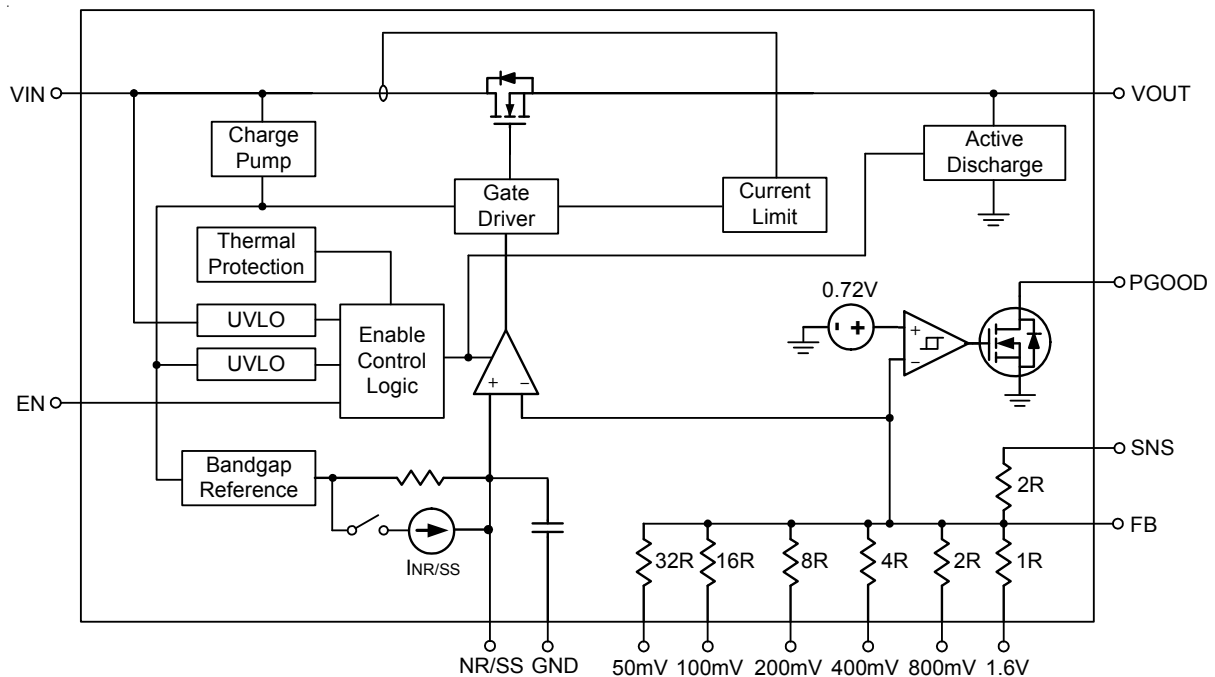 VIN
VOUT
Charge
Pump
Active
Discharge
Gate
Driver
Current
Limit
Thermal
Protection
PGOOD
0.72V
- +
+
−
UVLO
Enable
Control
Logic
UVLO
+ −
EN
SNS
Bandgap
Reference
2R
FB
INR/SS
32R 16R 8R 4R 2R 1R
NR/SS GND 50mV 100mV 200mV 400mV 800mV 1.6V